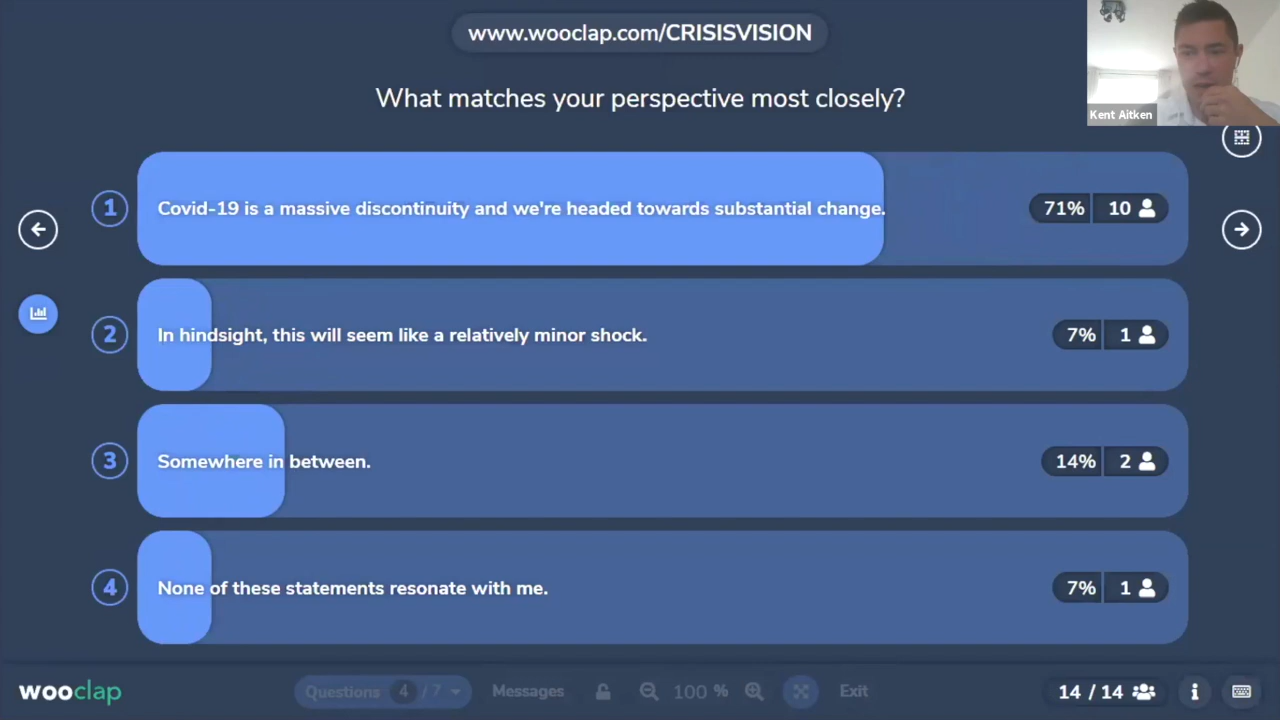 www.wooclap.com/CRISISVISION
What matches your perspective most closely?
Kent Aitken
1 Covid-19 is a massive discontinuity and we're headed towards substantial change. 71% 10
2 In hindsight, this will seem like a relatively minor shock. 7% 1
3 Somewhere in between. 14% 2
4 None of these statements resonate with me. 7% 1
wooclap Questions 4 / 7 Messages 100 % Exit 14 / 14